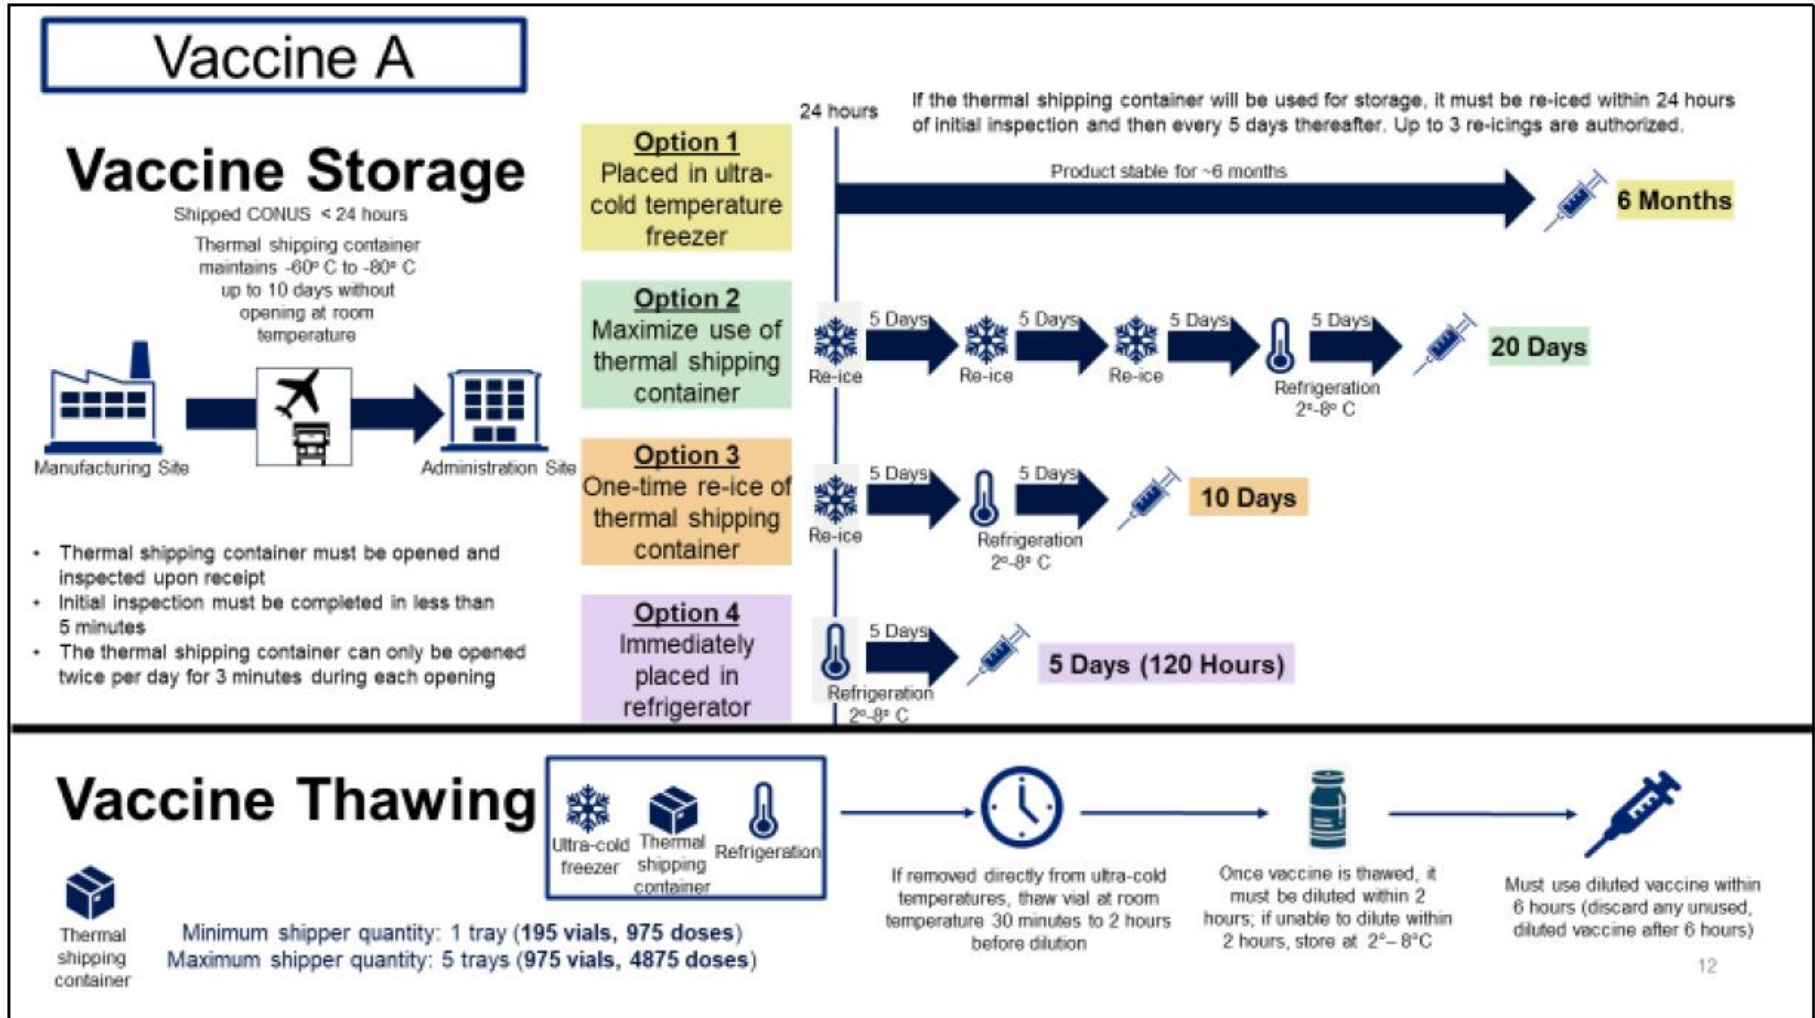 Vaccine A
Vaccine Storage
Shipped CONUS < 24 hours
Thermal shipping container
maintains -60º C to -80º C
up to 10 days without
opening at room
temperature
Manufacturing Site
Administration Site
• Thermal shipping container must be opened and
inspected upon receipt
• Initial inspection must be completed in less than
5 minutes
• The thermal shipping container can only be opened
twice per day for 3 minutes during each opening
24 hours
If the thermal shipping container will be used for storage, it must be re-iced within 24 hours
of initial inspection and then every 5 days thereafter. Up to 3 re-icings are authorized.
Option 1
Placed in ultra-
cold temperature
freezer
Product stable for ~6 months
6 Months
Option 2
Maximize use of
thermal shipping
container
Re-ice
5 Days
Re-ice
5 Days
Re-ice
5 Days
Refrigeration
2º-8º C
5 Days
20 Days
Option 3
One-time re-ice of
thermal shipping
container
Re-ice
5 Days
Refrigeration
2º-8º C
5 Days
10 Days
Option 4
Immediately
placed in
refrigerator
Refrigeration
2º-8º C
5 Days
5 Days (120 Hours)
Vaccine Thawing
Ultra-cold
freezer
Thermal
shipping
container
Refrigeration
Thermal
shipping
container
Minimum shipper quantity: 1 tray (195 vials, 975 doses)
Maximum shipper quantity: 5 trays (975 vials, 4875 doses)
If removed directly from ultra-cold
temperatures, thaw vial at room
temperature 30 minutes to 2 hours
before dilution
Once vaccine is thawed, it
must be diluted within 2
hours; if unable to dilute within
2 hours, store at 2°– 8°C
Must use diluted vaccine within
6 hours (discard any unused,
diluted vaccine after 6 hours)
12